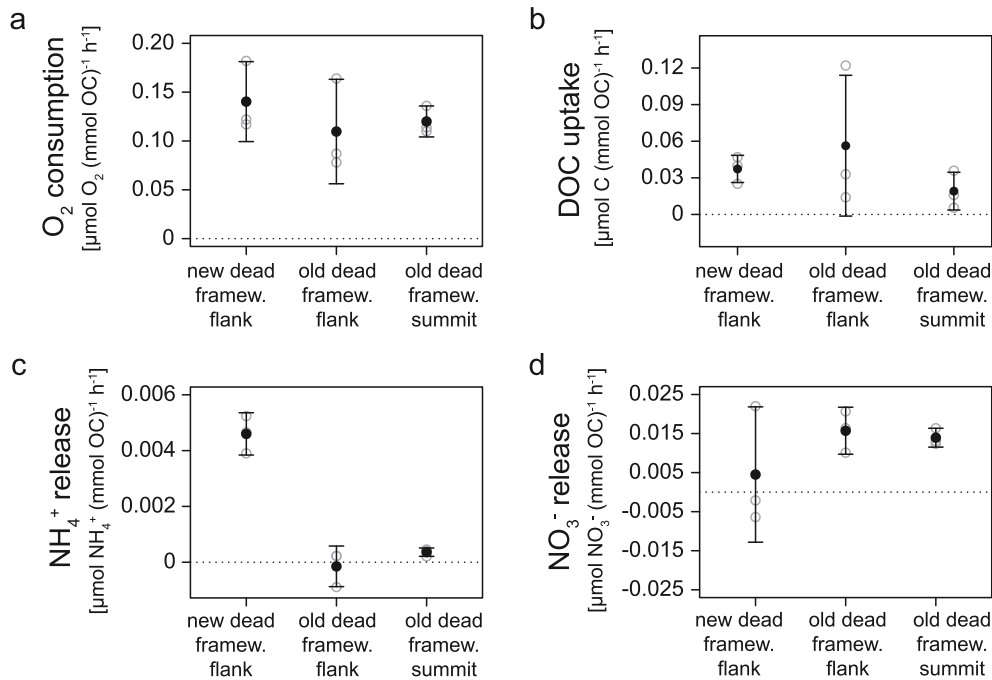 a
O₂ consumption
[µmol O₂ (mmol OC)⁻¹ h⁻¹]
0.20
0.15
0.10
0.05
0
new dead
framew.
flank
old dead
framew.
flank
old dead
framew.
summit
b
DOC uptake
[µmol C (mmol OC)⁻¹ h⁻¹]
0.12
0.09
0.06
0.03
0
new dead
framew.
flank
old dead
framew.
flank
old dead
framew.
summit
c
NH₄⁺ release
[µmol NH₄⁺ (mmol OC)⁻¹ h⁻¹]
0.006
0.004
0.002
0
new dead
framew.
flank
old dead
framew.
flank
old dead
framew.
summit
d
NO₃⁻ release
[µmol NO₃⁻ (mmol OC)⁻¹ h⁻¹]
0.025
0.015
0.005
-0.005
-0.015
-0.025
new dead
framew.
flank
old dead
framew.
flank
old dead
framew.
summit